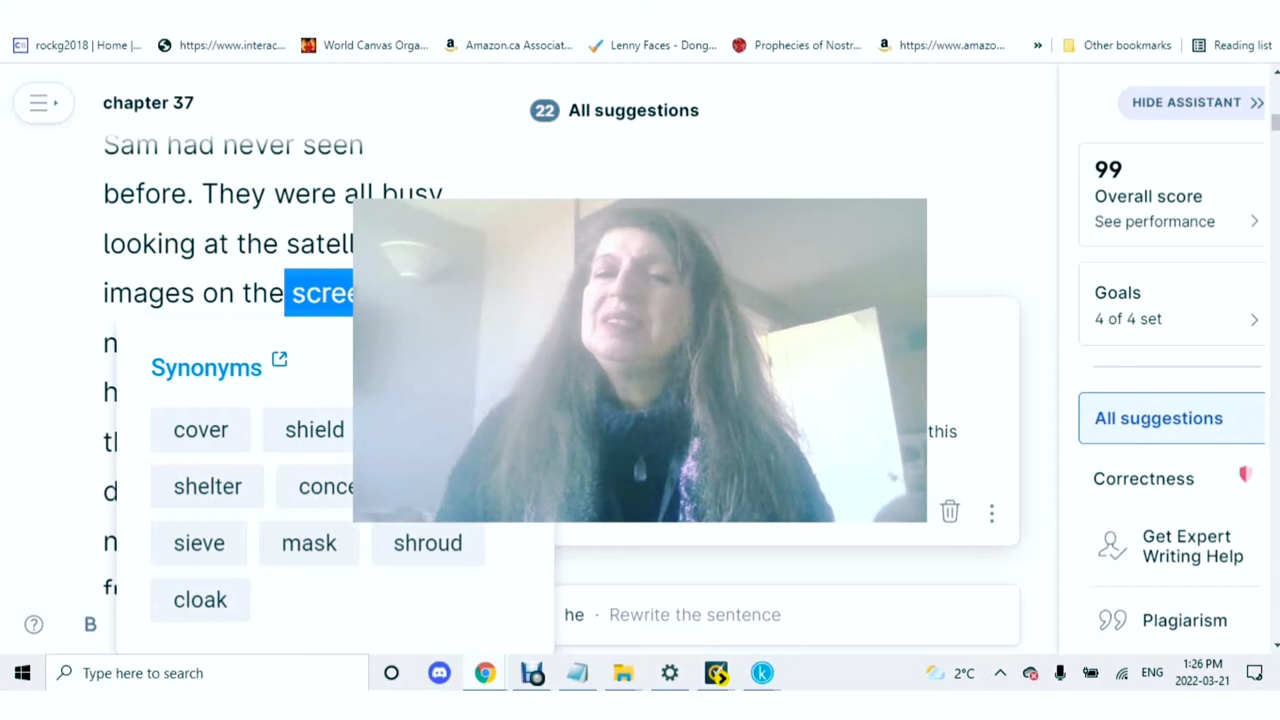 rockg2018 | Home |... https://www.interac... World Canvas Orga... Amazon.ca Associat... Lenny Faces - Dong... Prophecies of Nostr... https://www.amazo... » Other bookmarks Reading list
chapter 37
22 All suggestions
HIDE ASSISTANT
Sam had never seen
before. They were all busy
looking at the satell
images on the scree
n
h
th
d
n
fr
Synonyms
cover shield
shelter conce
sieve mask shroud
cloak
this
he · Rewrite the sentence
99
Overall score
See performance
Goals
4 of 4 set
All suggestions
Correctness
Get Expert
Writing Help
Plagiarism
B
Type here to search
2°C
ENG
1:26 PM
2022-03-21